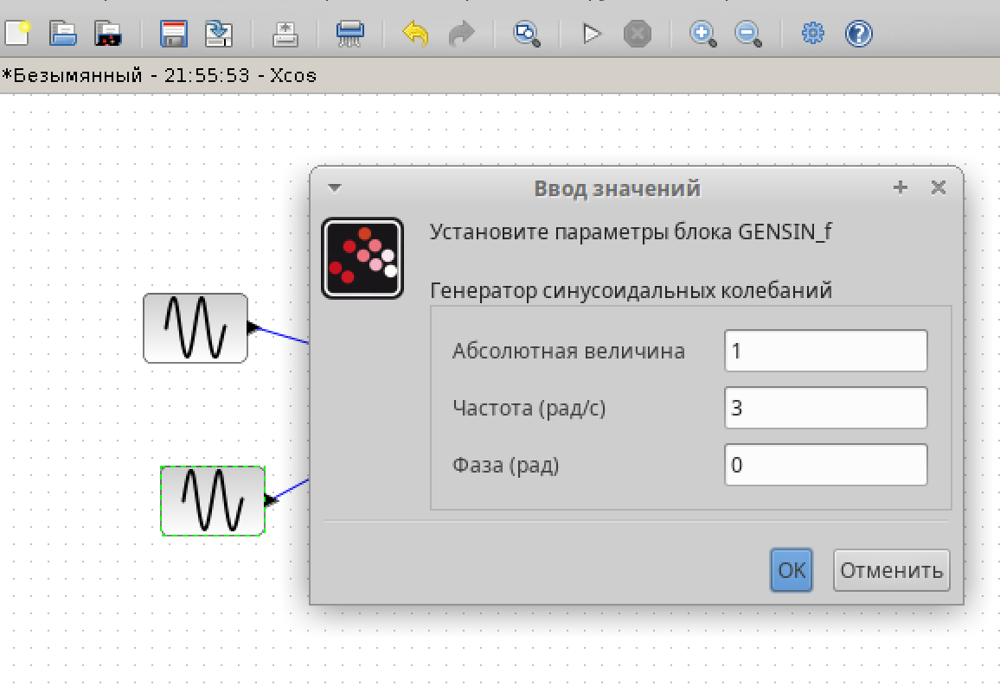 *Безымянный - 21:55:53 - Xcos
Ввод значений
Установите параметры блока GENSIN_f
Генератор синусоидальных колебаний
Абсолютная величина 1
Частота (рад/с) 3
Фаза (рад) 0
OK Отменить